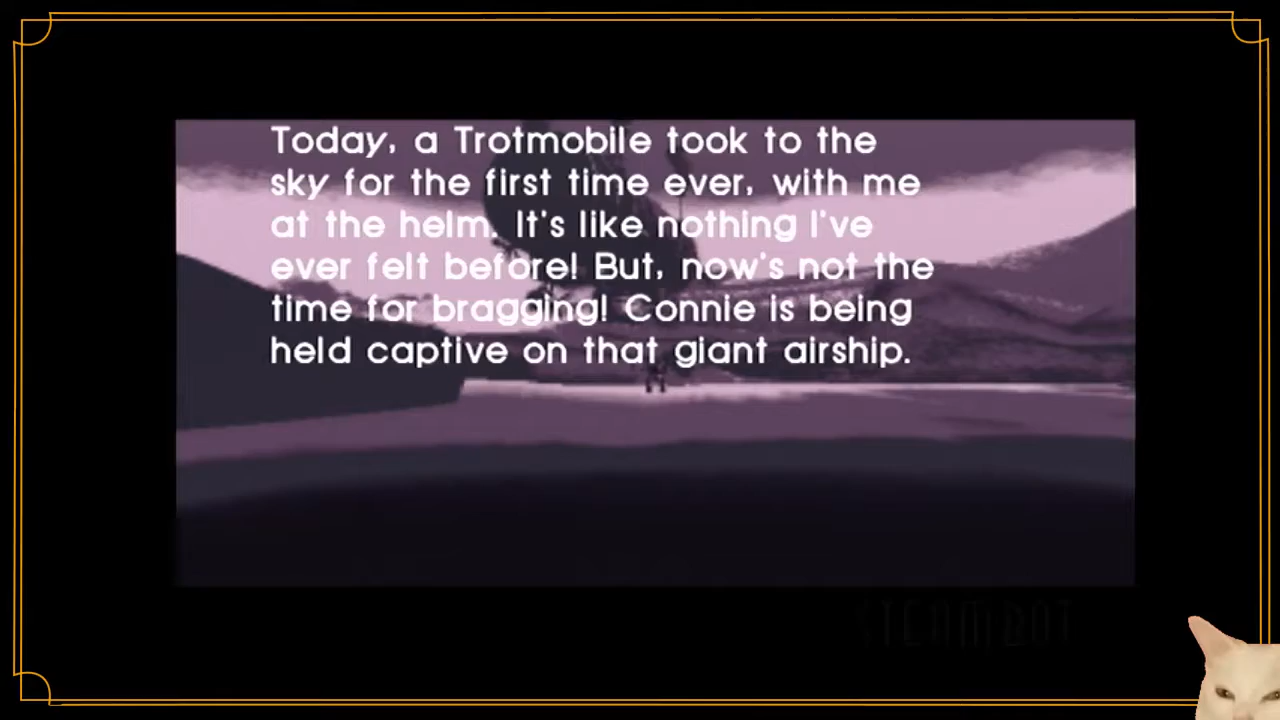 Today, a Trotmobile took to the
sky for the first time ever, with me
at the helm. It's like nothing I've
ever felt before! But, now's not the
time for bragging! Connie is being
held captive on that giant airship.
STEAMBOT